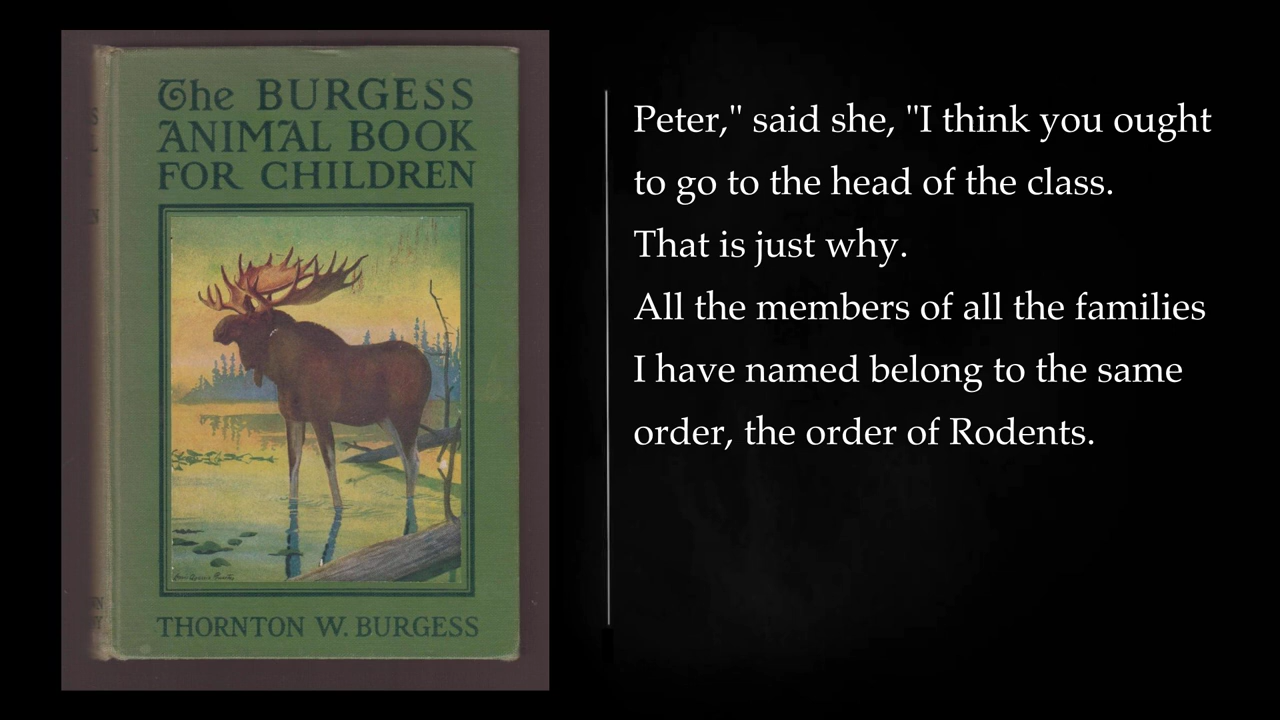 The BURGESS
ANIMAL BOOK
FOR CHILDREN
THORNTON W. BURGESS
Peter," said she, "I think you ought
to go to the head of the class.
That is just why.
All the members of all the families
I have named belong to the same
order, the order of Rodents.